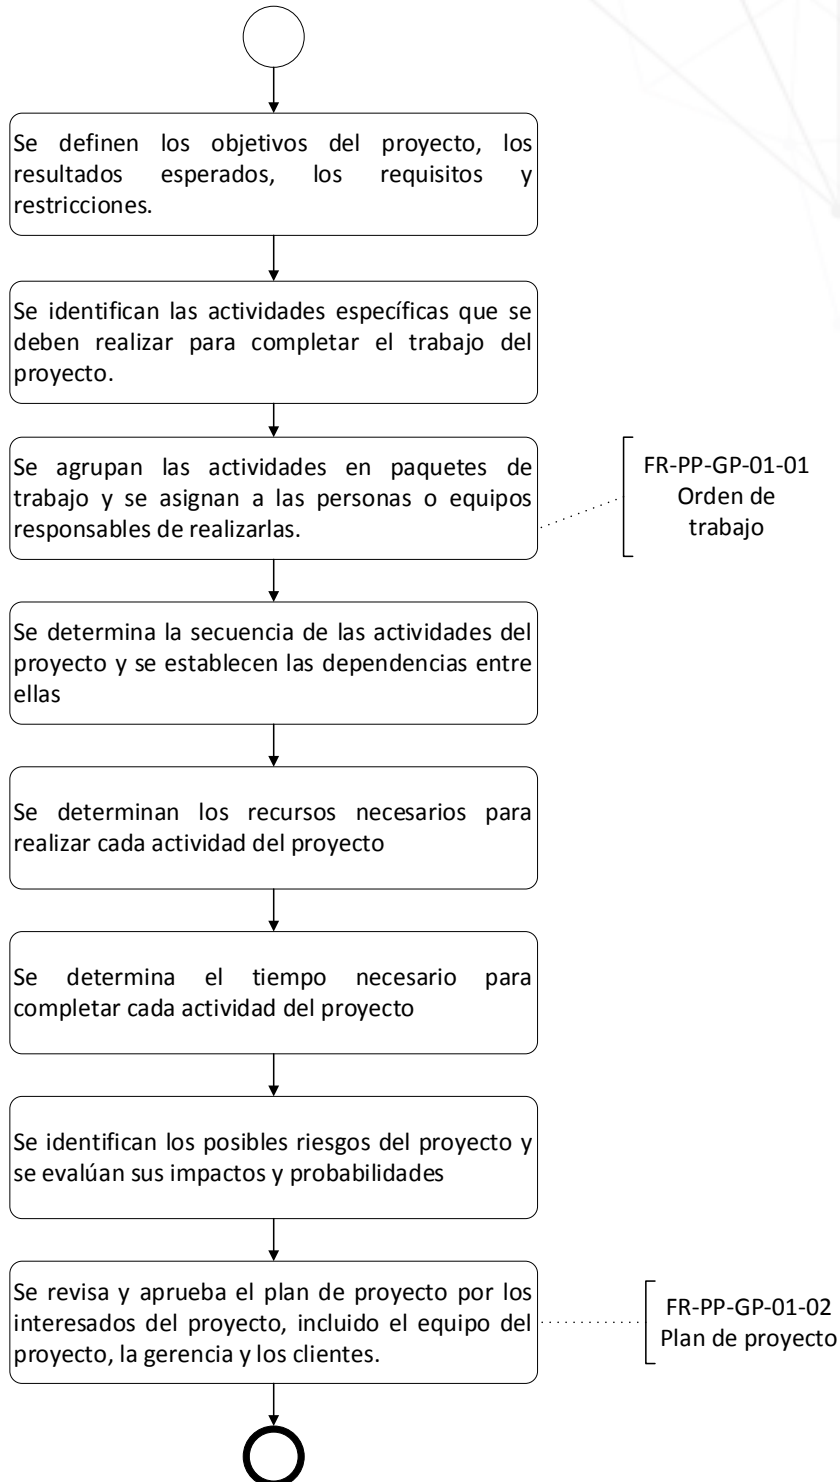 Se definen los objetivos del proyecto, los
resultados esperados, los requisitos y
restricciones.
Se identifican las actividades específicas que se
deben realizar para completar el trabajo del
proyecto.
Se agrupan las actividades en paquetes de
trabajo y se asignan a las personas o equipos
responsables de realizarlas.
FR-PP-GP-01-01
Orden de
trabajo
Se determina la secuencia de las actividades del
proyecto y se establecen las dependencias entre
ellas
Se determinan los recursos necesarios para
realizar cada actividad del proyecto
Se determina el tiempo necesario para
completar cada actividad del proyecto
Se identifican los posibles riesgos del proyecto y
se evalúan sus impactos y probabilidades
Se revisa y aprueba el plan de proyecto por los
interesados del proyecto, incluido el equipo del
proyecto, la gerencia y los clientes.
FR-PP-GP-01-02
Plan de proyecto